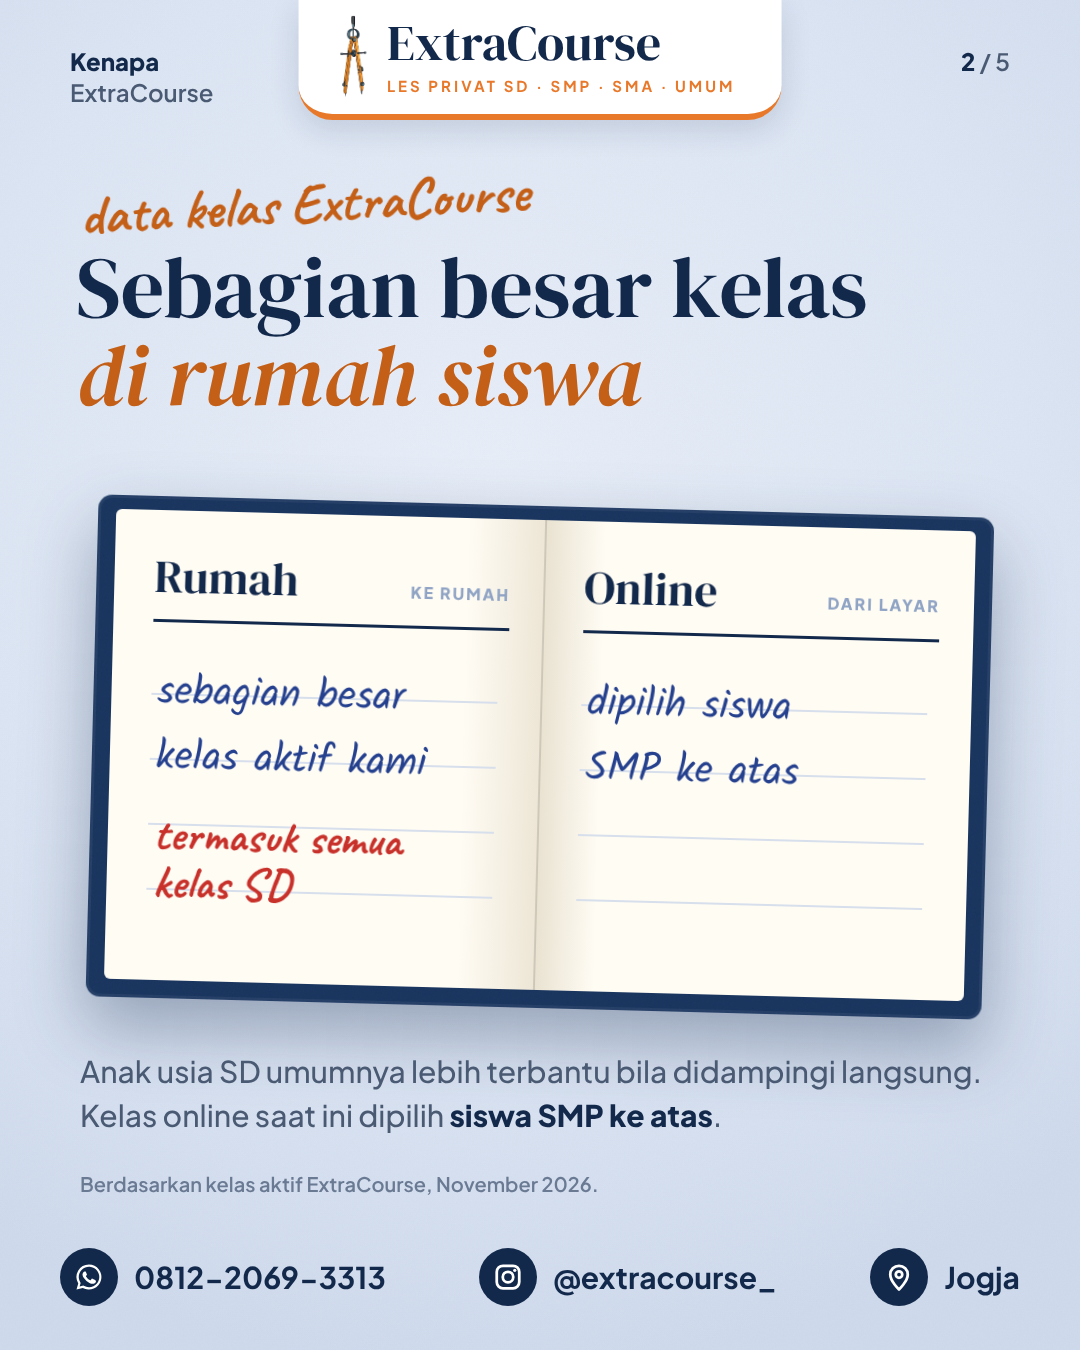 Kenapa
ExtraCourse
ExtraCourse
LES PRIVAT SD · SMP · SMA · UMUM
2 / 5
data kelas ExtraCourse
Sebagian besar kelas
di rumah siswa
Rumah
KE RUMAH
sebagian besar
kelas aktif kami
termasuk semua
kelas SD
Online
DARI LAYAR
dipilih siswa
SMP ke atas
Anak usia SD umumnya lebih terbantu bila didampingi langsung.
Kelas online saat ini dipilih siswa SMP ke atas.
Berdasarkan kelas aktif ExtraCourse, November 2026.
0812-2069-3313
@extracourse_
Jogja